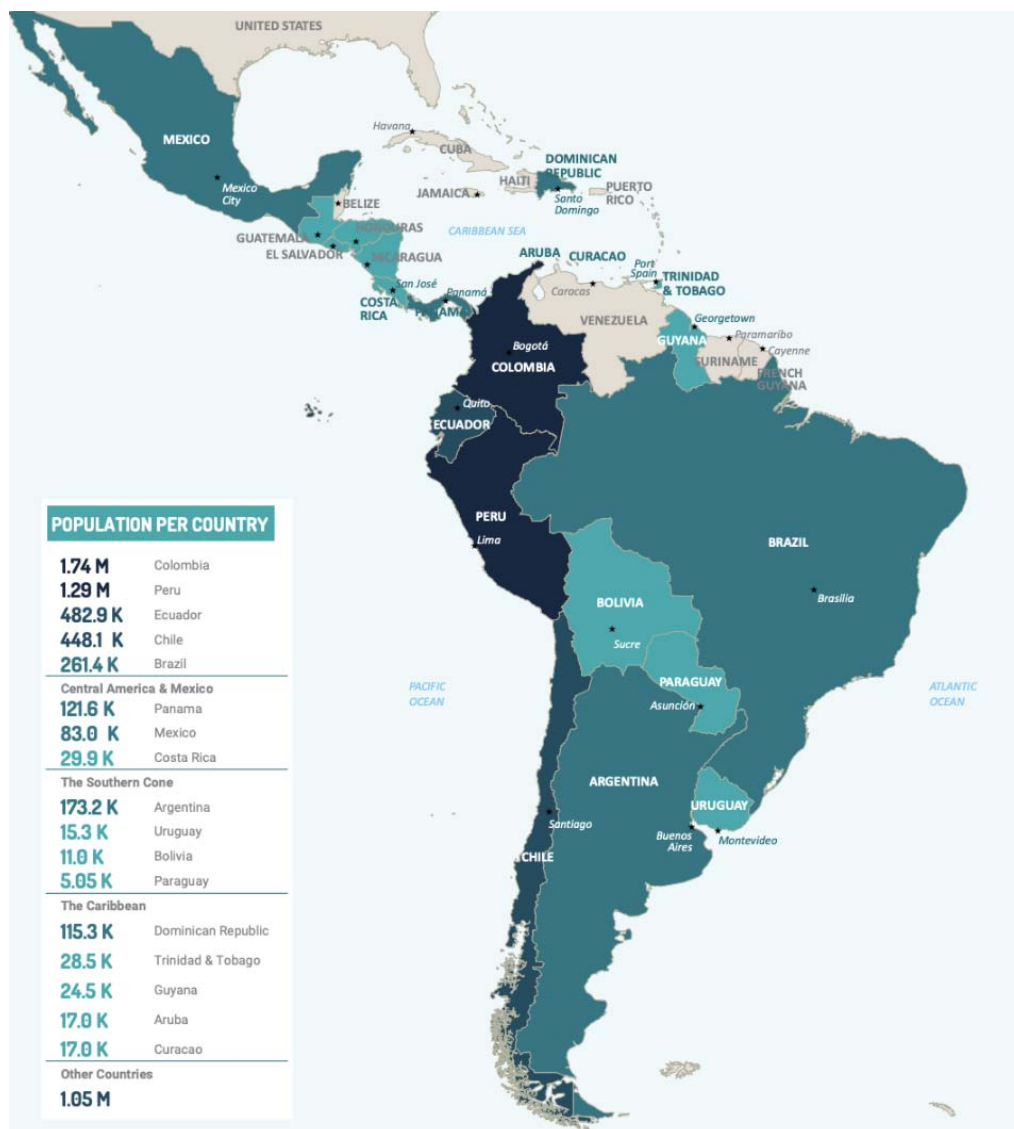 UNITED STATES
MEXICO
Mexico
City
Havana
CUBA
DOMINICAN
REPUBLIC
HAITI
JAMAICA
Santo
Domingo
PUERTO
RICO
BELIZE
GUATEMALA
HONDURAS
EL SALVADOR
NICARAGUA
CARIBBEAN SEA
ARUBA
CURACAO
Port
Spain
TRINIDAD
& TOBAGO
San José
COSTA
RICA
Panamá
PANAMA
Caracas
VENEZUELA
Georgetown
GUYANA
Paramaribo
SURINAME
Cayenne
FRENCH
GUYANA
Bogotá
COLOMBIA
Quito
ECUADOR
PERU
Lima
BRAZIL
Brasília
BOLIVIA
Sucre
PARAGUAY
Asunción
PACIFIC
OCEAN
ATLANTIC
OCEAN
ARGENTINA
URUGUAY
Santiago
Buenos
Aires
Montevideo
CHILE
POPULATION PER COUNTRY
1.74 M Colombia
1.29 M Peru
482.9 K Ecuador
448.1 K Chile
261.4 K Brazil
Central America & Mexico
121.6 K Panama
83.0 K Mexico
29.9 K Costa Rica
The Southern Cone
173.2 K Argentina
15.3 K Uruguay
11.0 K Bolivia
5.05 K Paraguay
The Caribbean
115.3 K Dominican Republic
28.5 K Trinidad & Tobago
24.5 K Guyana
17.0 K Aruba
17.0 K Curacao
Other Countries
1.05 M